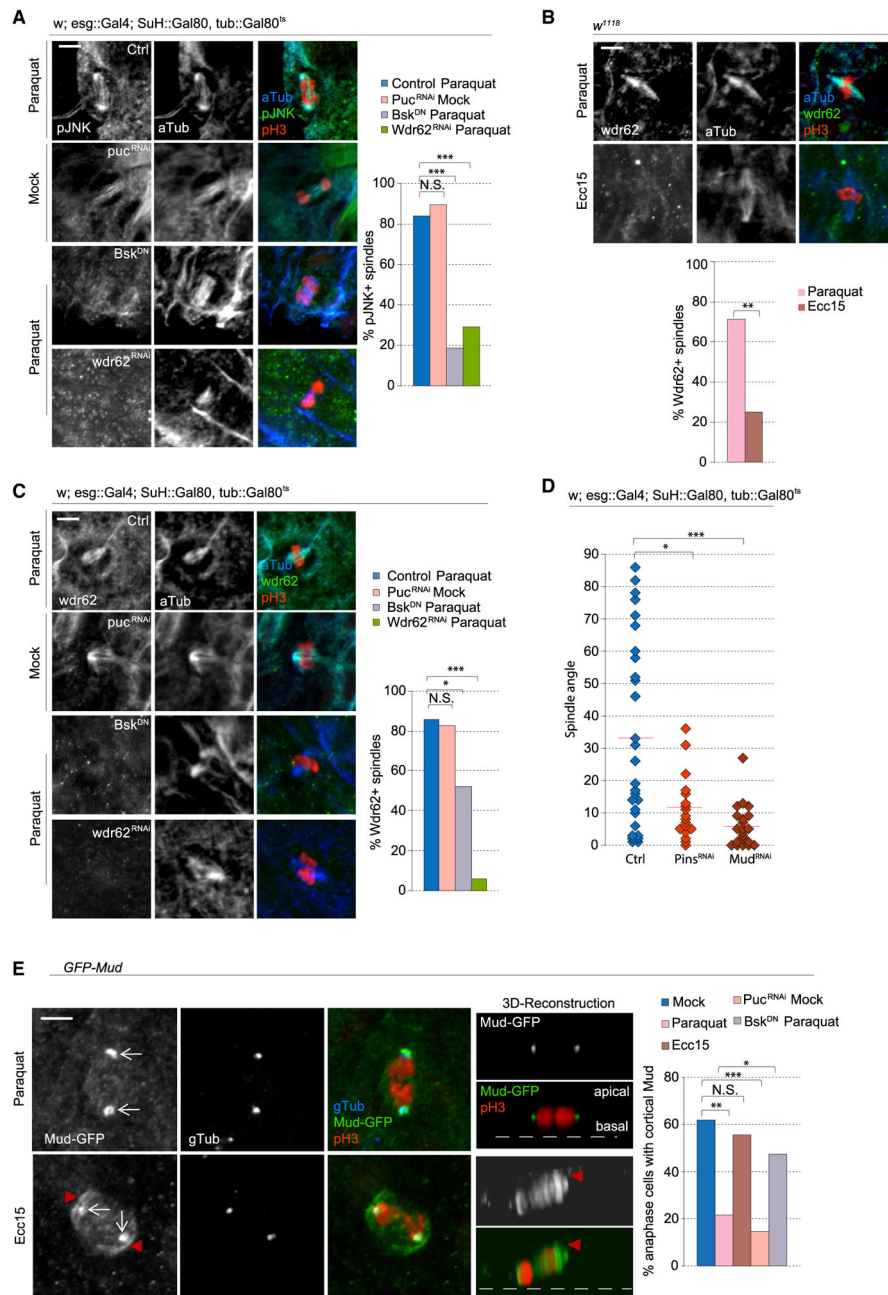 A
w; esg::Gal4; SuH::Gal80, tub::Gal80ts
Paraquat
Ctrl
pJNK
aTub
aTub
pJNK
pH3
Mock
pucRNAi
Paraquat
BskDN
wdr62RNAi
Control Paraquat
PucRNAi Mock
BskDN Paraquat
Wdr62RNAi Paraquat
***
***
N.S.
100
80
60
40
20
0
% pJNK+ spindles
B
w1118
Paraquat
wdr62
aTub
aTub
wdr62
pH3
Ecc15
100
80
60
40
20
0
% Wdr62+ spindles
**
Paraquat
Ecc15
C
w; esg::Gal4; SuH::Gal80, tub::Gal80ts
Paraquat
Ctrl
wdr62
aTub
aTub
wdr62
pH3
Mock
pucRNAi
Paraquat
BskDN
wdr62RNAi
Control Paraquat
PucRNAi Mock
BskDN Paraquat
Wdr62RNAi Paraquat
***
*
N.S.
100
80
60
40
20
0
% Wdr62+ spindles
D
w; esg::Gal4; SuH::Gal80, tub::Gal80ts
***
*
90
80
70
60
50
40
30
20
10
0
Spindle angle
Ctrl
PinsRNAi
MudRNAi
E
GFP-Mud
Paraquat
Mud-GFP
gTub
gTub
Mud-GFP
pH3
Ecc15
3D-Reconstruction
Mud-GFP
Mud-GFP
pH3
apical
basal
Mock
PucRNAi Mock
Paraquat
BskDN Paraquat
Ecc15
*
***
N.S.
**
80
60
40
20
0
% anaphase cells with cortical Mud